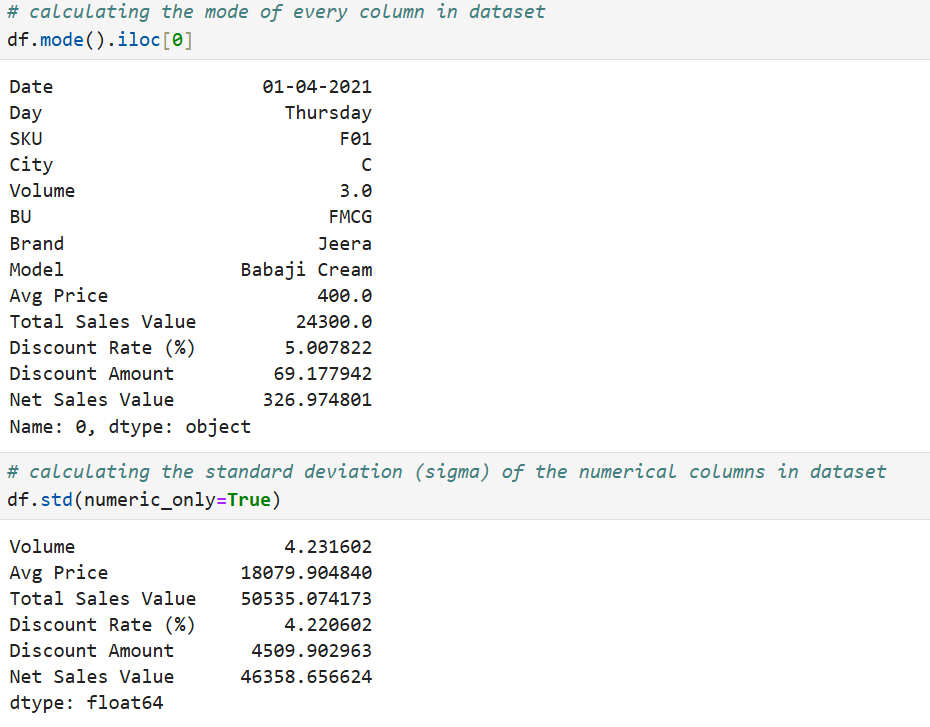 # calculating the mode of every column in dataset
df.mode().iloc[0]
Date 01-04-2021
Day Thursday
SKU F01
City C
Volume 3.0
BU FMCG
Brand Jeera
Model Babaji Cream
Avg Price 400.0
Total Sales Value 24300.0
Discount Rate (%) 5.007822
Discount Amount 69.177942
Net Sales Value 326.974801
Name: 0, dtype: object
# calculating the standard deviation (sigma) of the numerical columns in dataset
df.std(numeric_only=True)
Volume 4.231602
Avg Price 18079.904840
Total Sales Value 50535.074173
Discount Rate (%) 4.220602
Discount Amount 4509.902963
Net Sales Value 46358.656624
dtype: float64